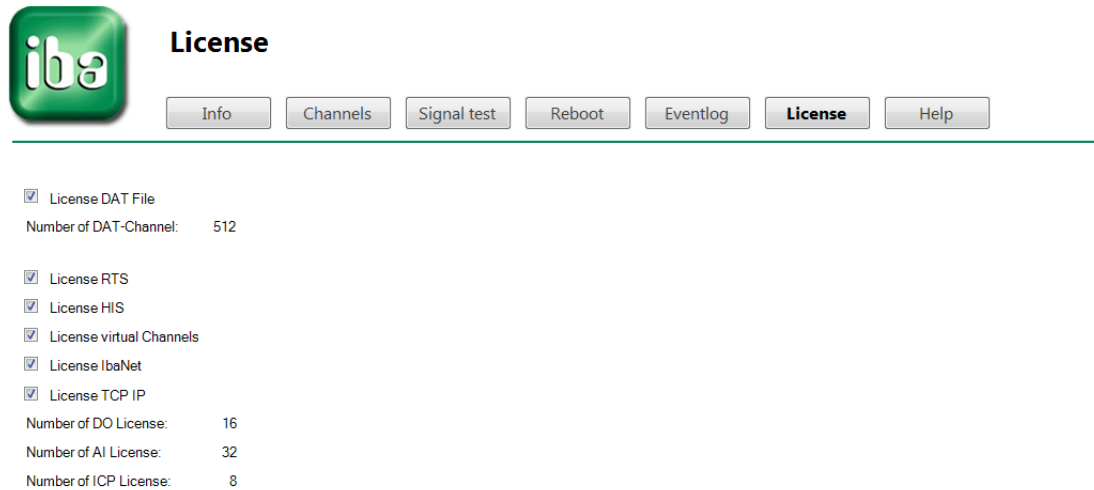 iba
License
Info Channels Signal test Reboot Eventlog License Help
License DAT File
Number of DAT-Channel: 512
License RTS
License HIS
License virtual Channels
License IbaNet
License TCP IP
Number of DO License: 16
Number of AI License: 32
Number of ICP License: 8